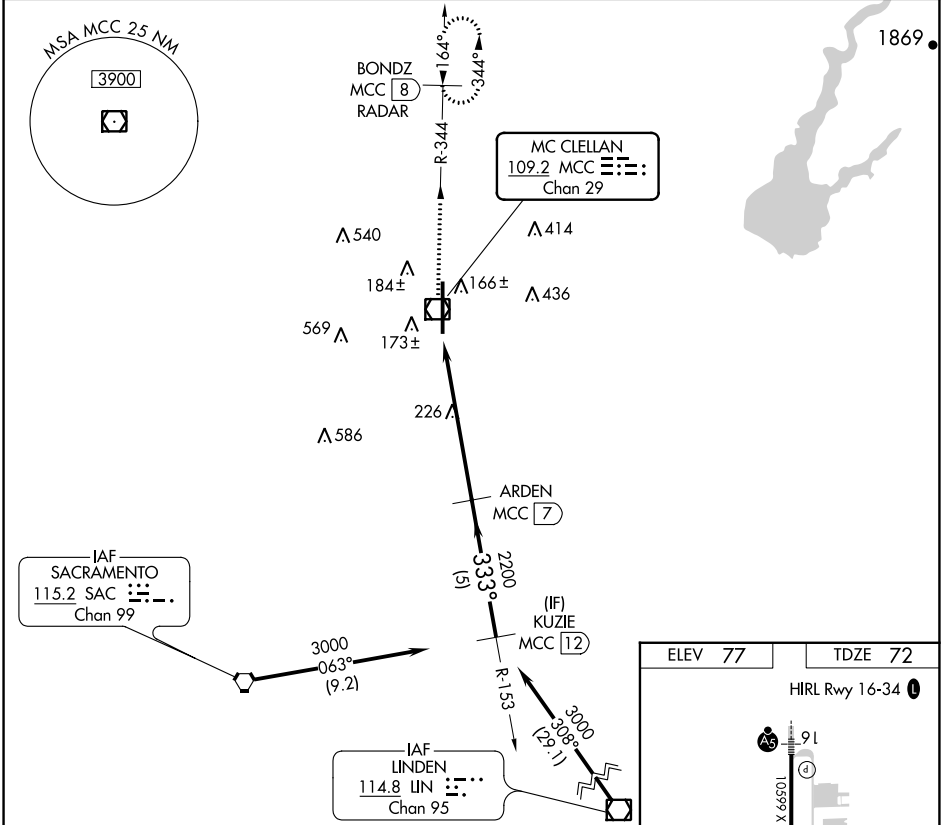 MSA MCC 25 NM
3900
1869
164°
344°
BONDZ
MCC 8
RADAR
R-344
MC CLELLAN
109.2 MCC
Chan 29
540
414
184±
166±
436
569
173±
226
586
ARDEN
MCC 7
2200
333°
(5)
IAF
SACRAMENTO
115.2 SAC
Chan 99
(IF)
KUZIE
MCC 12
3000
063°
(9.2)
R-153
3000
308°
(29.1)
IAF
LINDEN
114.8 LIN
Chan 95
ELEV 77
TDZE 72
HIRL Rwy 16-34 L
A5
16
P
10599 X